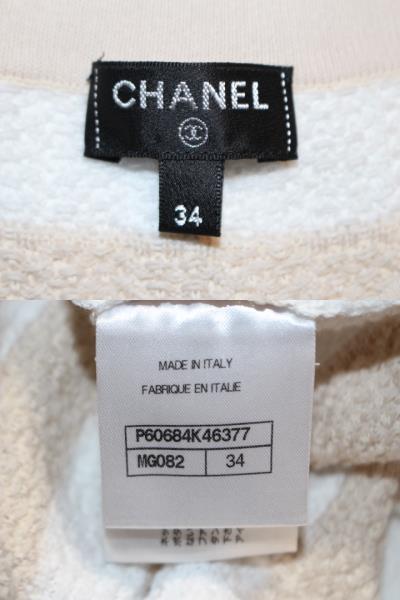 CHANEL
34
MADE IN ITALY
FABRIQUE EN ITALIE
P60684K46377
MG082 34